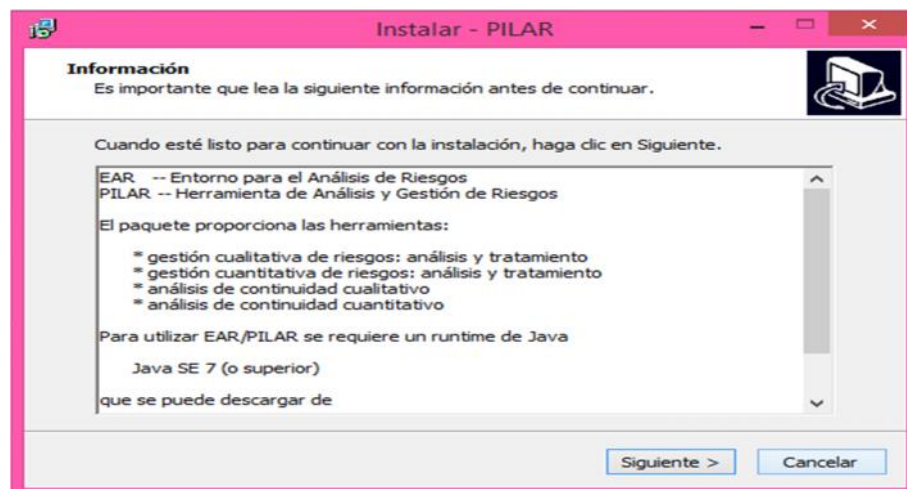 Instalar - PILAR
Información
Es importante que lea la siguiente información antes de continuar.
Cuando esté listo para continuar con la instalación, haga clic en Siguiente.
EAR -- Entorno para el Análisis de Riesgos
PILAR -- Herramienta de Análisis y Gestión de Riesgos
El paquete proporciona las herramientas:
* gestión cualitativa de riesgos: análisis y tratamiento
* gestión cuantitativa de riesgos: análisis y tratamiento
* análisis de continuidad cualitativo
* análisis de continuidad cuantitativo
Para utilizar EAR/PILAR se requiere un runtime de Java
Java SE 7 (o superior)
que se puede descargar de
Siguiente > Cancelar